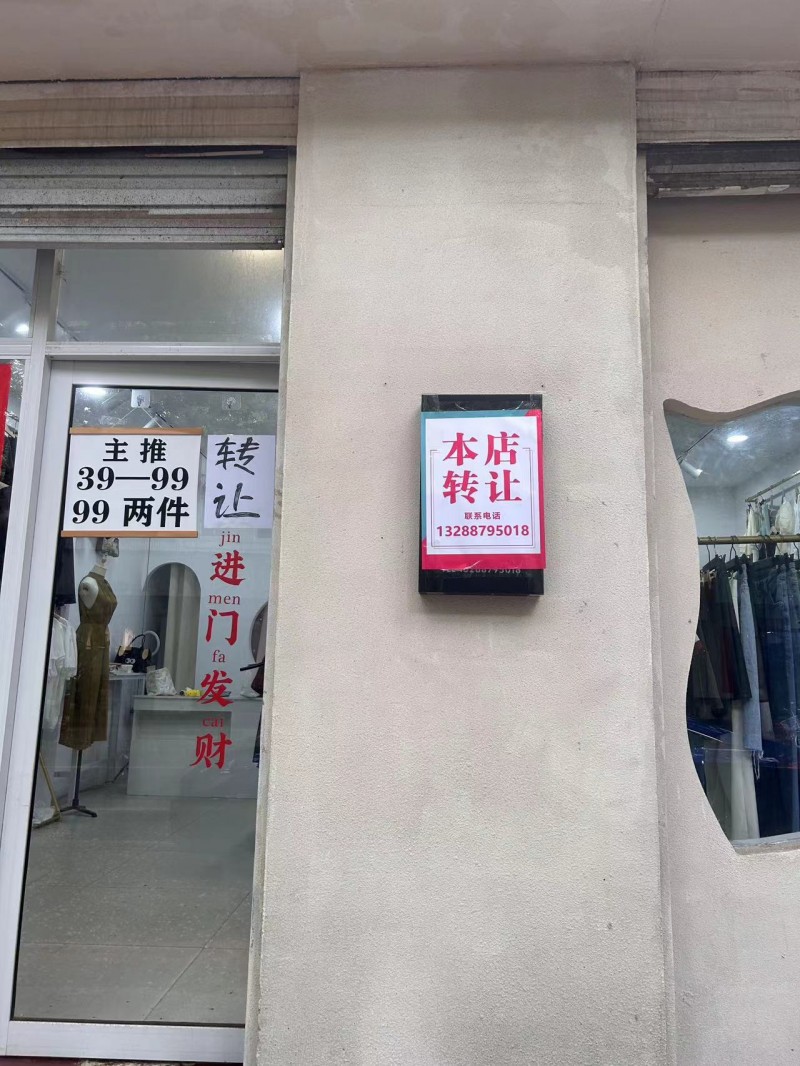 主推
39—99
99 两件
转让
jin
进
men
门
fa
发
cai
财
本店
转让
联系电话
13288795018